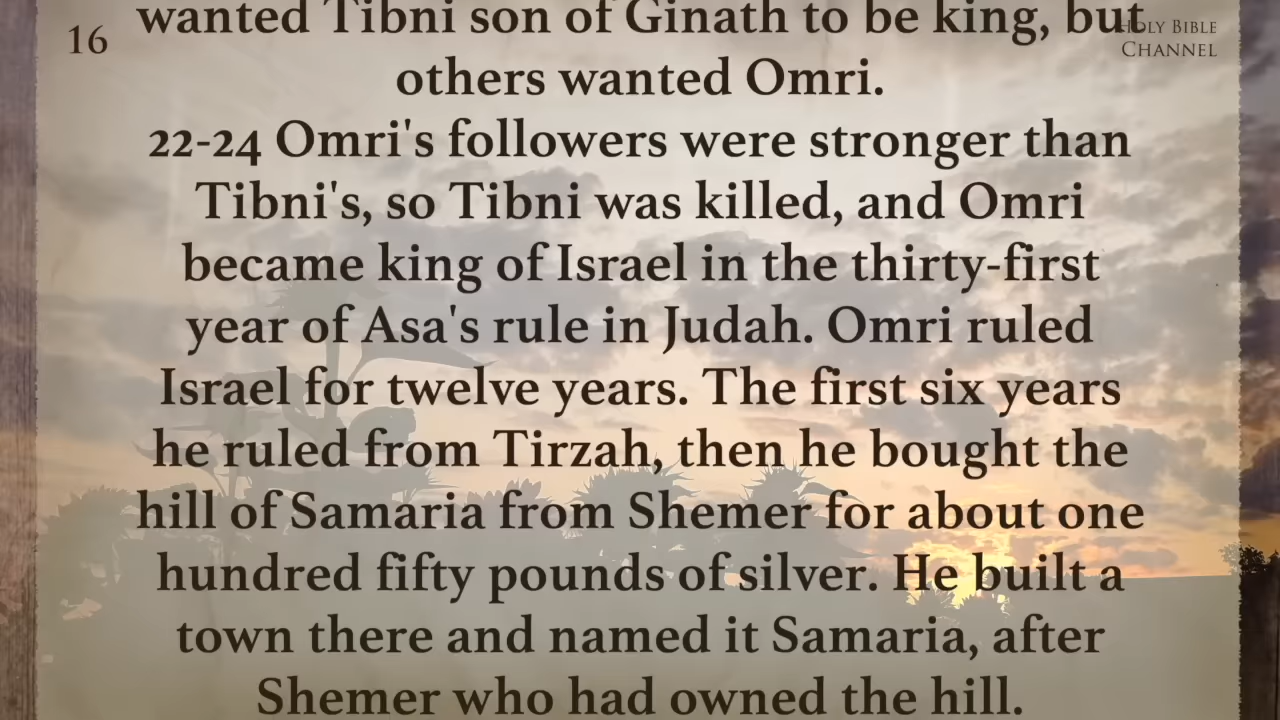 16
HOLY BIBLE
CHANNEL
wanted Tibni son of Ginath to be king, but
others wanted Omri.
22-24 Omri's followers were stronger than
Tibni's, so Tibni was killed, and Omri
became king of Israel in the thirty-first
year of Asa's rule in Judah. Omri ruled
Israel for twelve years. The first six years
he ruled from Tirzah, then he bought the
hill of Samaria from Shemer for about one
hundred fifty pounds of silver. He built a
town there and named it Samaria, after
Shemer who had owned the hill.